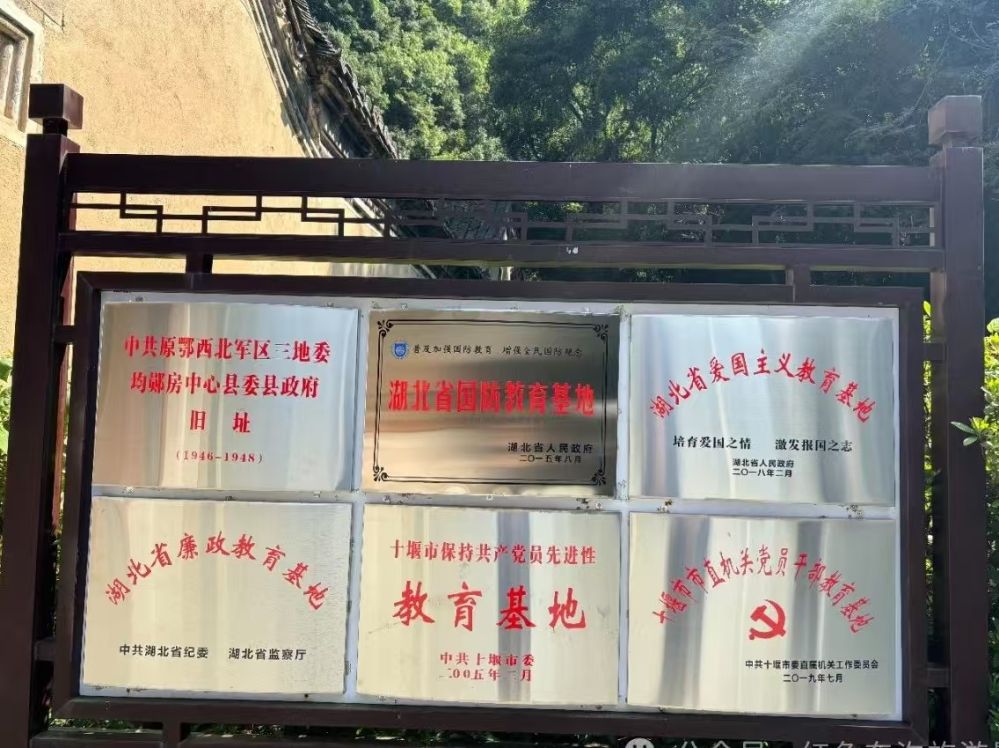 中共原鄂西北军区三地委
均郧房中心县委县政府
旧 址
(1946-1948)
普及加强国防教育 增强全民国防观念
湖北省国防教育基地
湖北省人民政府
二〇一五年八月
湖北省爱国主义教育基地
培育爱国之情 激发报国之志
湖北省人民政府
二〇一八年二月
湖北省廉政教育基地
中共湖北省纪委 湖北省监察厅
十堰市保持共产党员先进性
教育基地
中共十堰市委
二〇〇五年三月
十堰市市直机关党员干部教育基地
中共十堰市委直属机关工作委员会
二〇一九年七月